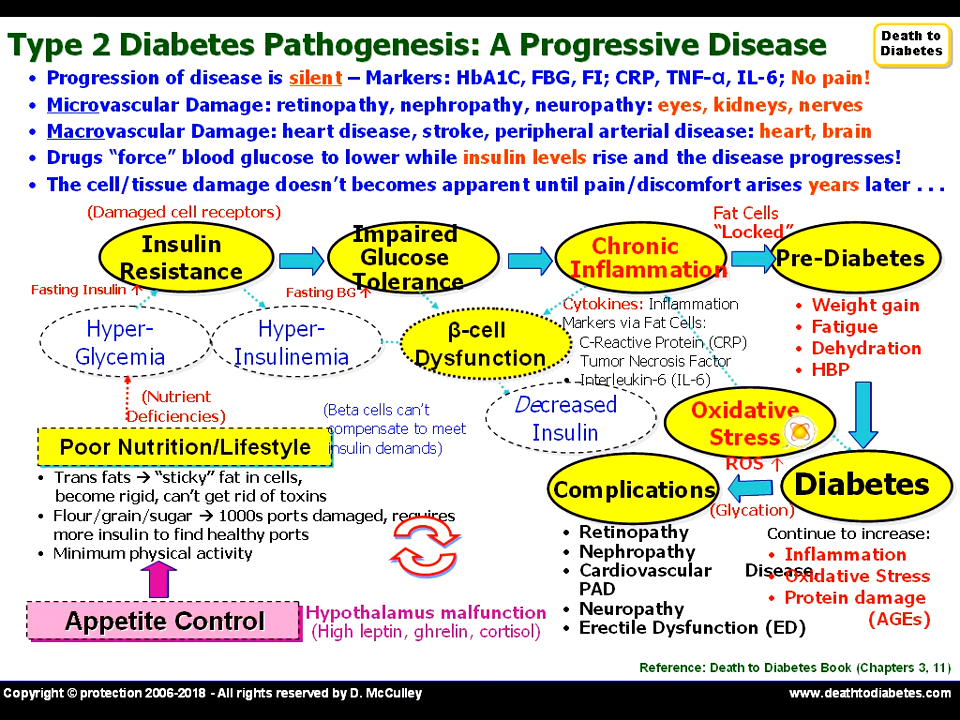 Type 2 Diabetes Pathogenesis: A Progressive Disease
Death to
Diabetes
• Progression of disease is silent – Markers: HbA1C, FBG, FI; CRP, TNF-α, IL-6; No pain!
• Microvascular Damage: retinopathy, nephropathy, neuropathy: eyes, kidneys, nerves
• Macrovascular Damage: heart disease, stroke, peripheral arterial disease: heart, brain
• Drugs “force” blood glucose to lower while insulin levels rise and the disease progresses!
• The cell/tissue damage doesn’t becomes apparent until pain/discomfort arises years later . . .
(Damaged cell receptors)
Fat Cells
“Locked”
Insulin
Resistance
Impaired
Glucose
Tolerance
Chronic
Inflammation
Pre-Diabetes
Fasting Insulin ↑
Fasting BG ↑
Hyper-
Glycemia
Hyper-
Insulinemia
β-cell
Dysfunction
Cytokines: Inflammation
Markers via Fat Cells:
• C-Reactive Protein (CRP)
• Tumor Necrosis Factor
• Interleukin-6 (IL-6)
• Weight gain
• Fatigue
• Dehydration
• HBP
(Nutrient
Deficiencies)
(Beta cells can’t
compensate to meet
insulin demands)
Decreased
Insulin
Oxidative
Stress
ROS ↑
Poor Nutrition/Lifestyle
• Trans fats → “sticky” fat in cells,
become rigid, can’t get rid of toxins
• Flour/grain/sugar → 1000s ports damaged, requires
more insulin to find healthy ports
• Minimum physical activity
Complications
(Glycation)
Diabetes
• Retinopathy
• Nephropathy
• Cardiovascular Disease,
PAD
• Neuropathy
• Erectile Dysfunction (ED)
Continue to increase:
• Inflammation
• Oxidative Stress
• Protein damage
(AGEs)
Appetite Control
Hypothalamus malfunction
(High leptin, ghrelin, cortisol)
Reference: Death to Diabetes Book (Chapters 3, 11)
Copyright © protection 2006-2018 - All rights reserved by D. McCulley
www.deathtodiabetes.com